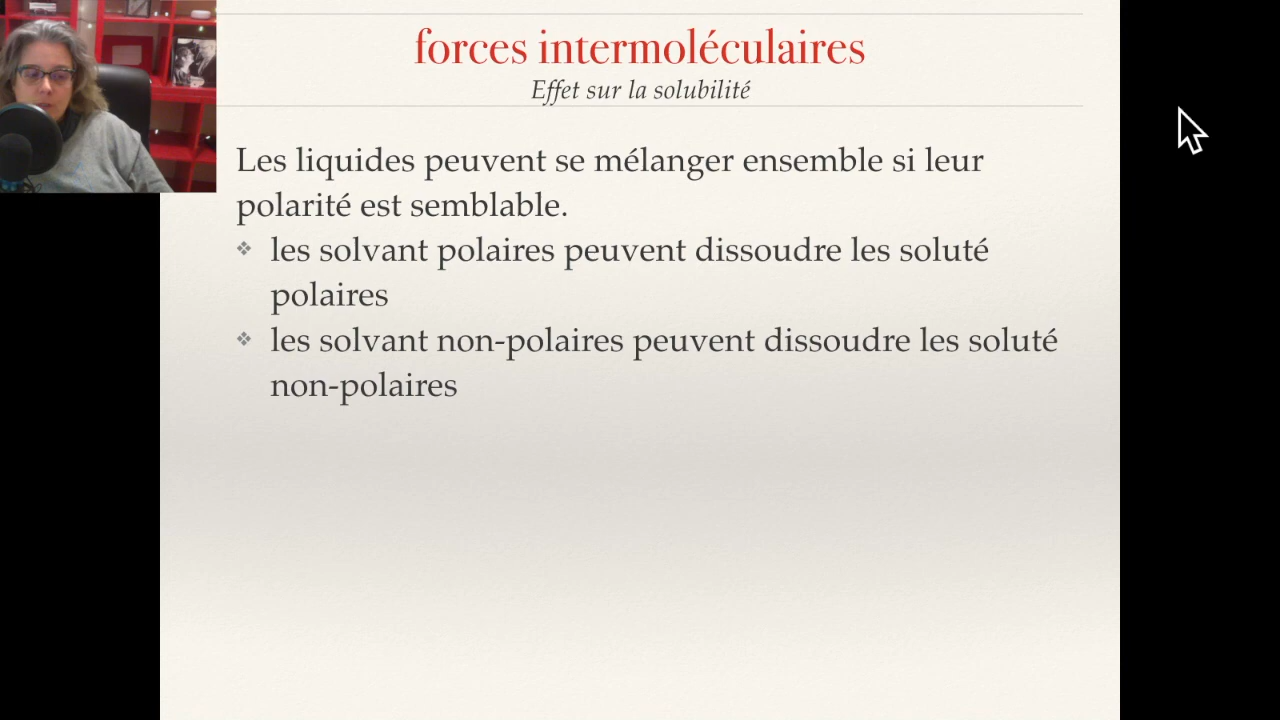 forces intermoléculaires
Effet sur la solubilité
Les liquides peuvent se mélanger ensemble si leur
polarité est semblable.
❖ les solvant polaires peuvent dissoudre les soluté
polaires
❖ les solvant non-polaires peuvent dissoudre les soluté
non-polaires